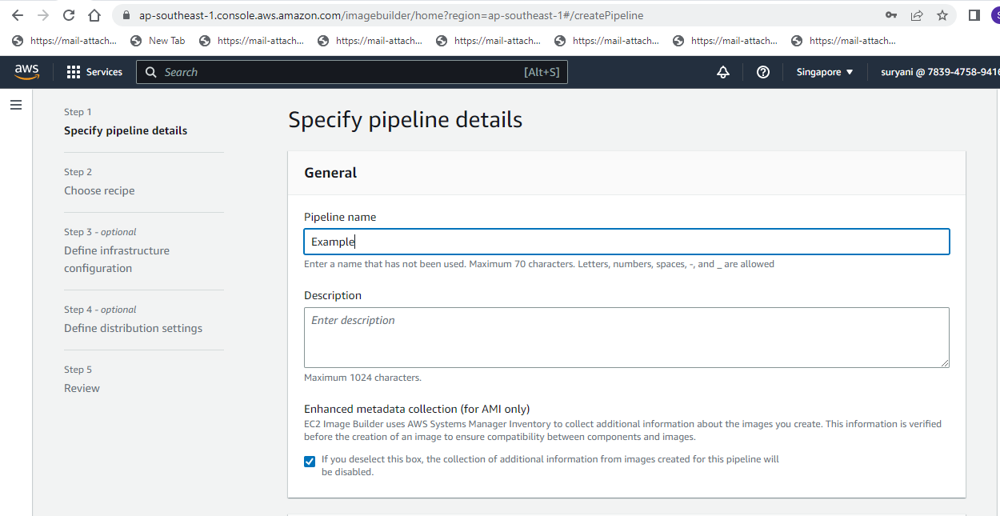 ap-southeast-1.console.aws.amazon.com/imagebuilder/home?region=ap-southeast-1#/createPipeline
https://mail-attach... New Tab https://mail-attach... https://mail-attach... https://mail-attach... https://mail-attach... https://mail-attach... https://mail-attach...
aws Services Search [Alt+S] Singapore ▼ suryani @ 7839-4758-9416
Step 1
Specify pipeline details
Step 2
Choose recipe
Step 3 - optional
Define infrastructure
configuration
Step 4 - optional
Define distribution settings
Step 5
Review
Specify pipeline details
General
Pipeline name
Example
Enter a name that has not been used. Maximum 70 characters. Letters, numbers, spaces, -, and _ are allowed
Description
Enter description
Maximum 1024 characters.
Enhanced metadata collection (for AMI only)
EC2 Image Builder uses AWS Systems Manager Inventory to collect additional information about the images you create. This information is verified
before the creation of an image to ensure compatibility between components and images.
If you deselect this box, the collection of additional information from images created for this pipeline will
be disabled.